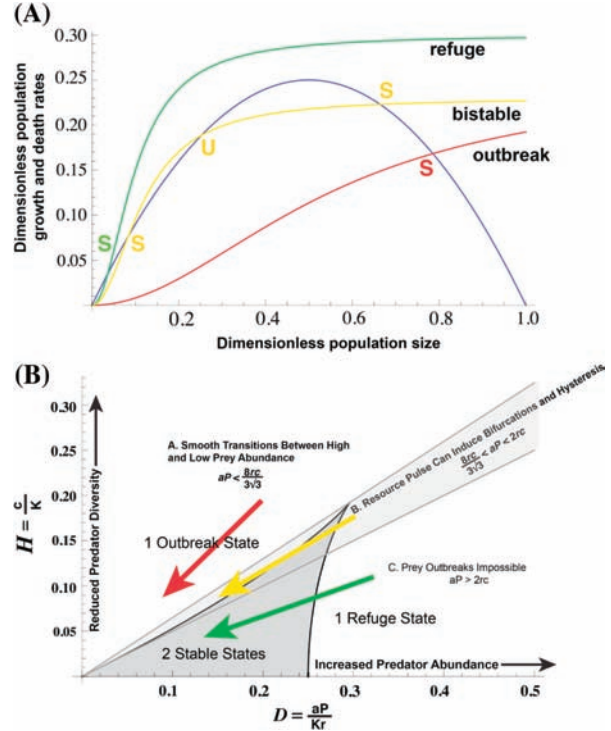 (A)
0.30
0.25
0.20
0.15
0.10
0.05
Dimensionless population
growth and death rates
refuge
bistable
outbreak
S
U
S
S
S
0.2
0.4
0.6
0.8
1.0
Dimensionless population size
(B)
0.30
0.25
0.20
0.15
0.10
0.05
H = c/K
Reduced Predator Diversity
A. Smooth Transitions Between High
and Low Prey Abundance
aP < 8rc/3√3
B. Resource Pulse Can Induce Bifurcations and Hysteresis.
8rc/3√3 < aP < 2rc
1 Outbreak State
C. Prey Outbreaks Impossible
aP > 2rc
1 Refuge State
2 Stable States
Increased Predator Abundance
0.1
0.2
0.3
0.4
0.5
D = aP/Kr